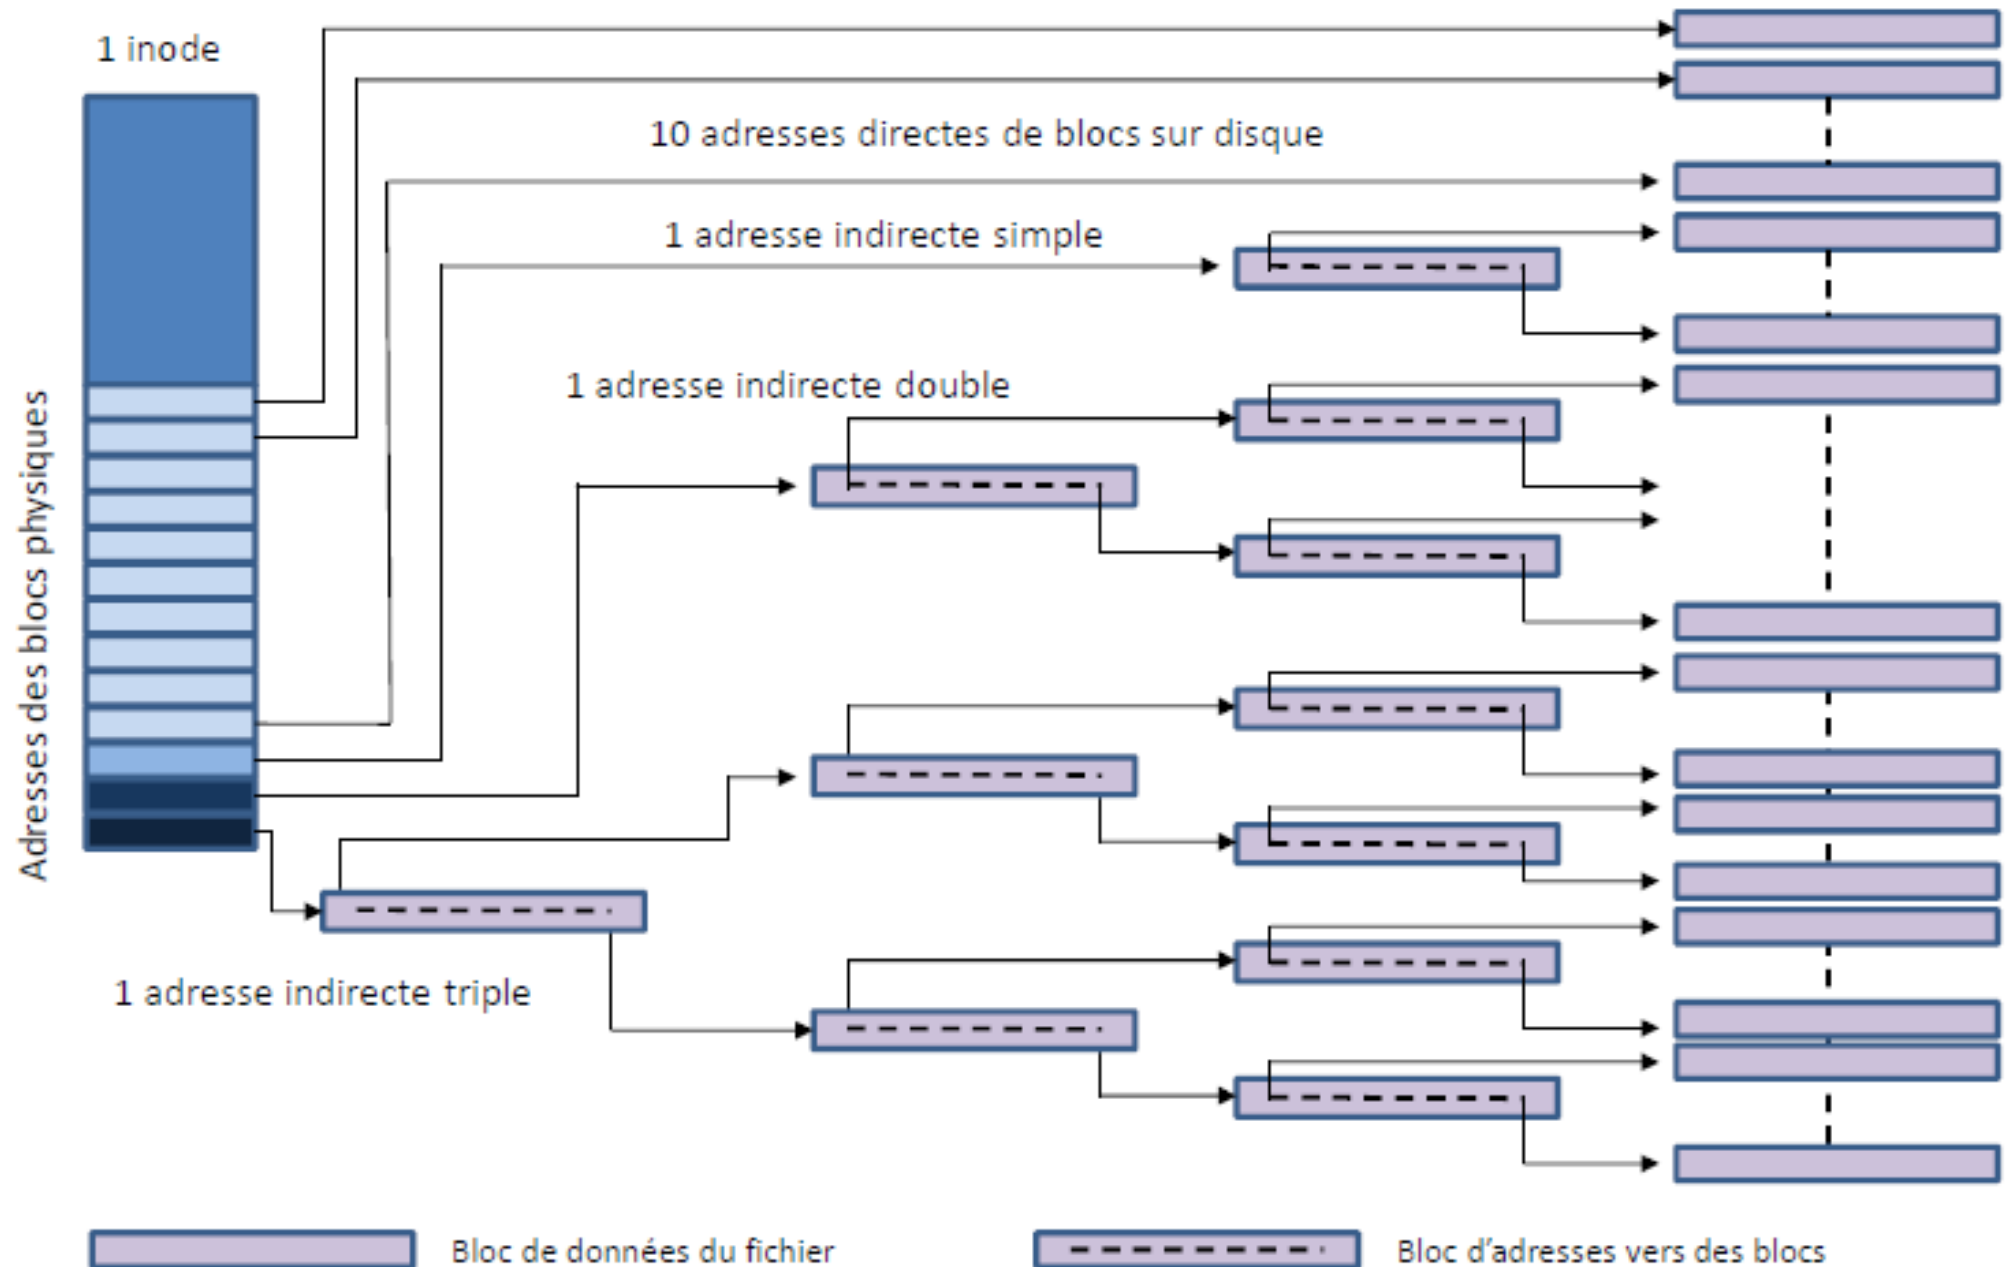 1 inode
10 adresses directes de blocs sur disque
1 adresse indirecte simple
1 adresse indirecte double
Adresses des blocs physiques
1 adresse indirecte triple
Bloc de données du fichier
Bloc d'adresses vers des blocs